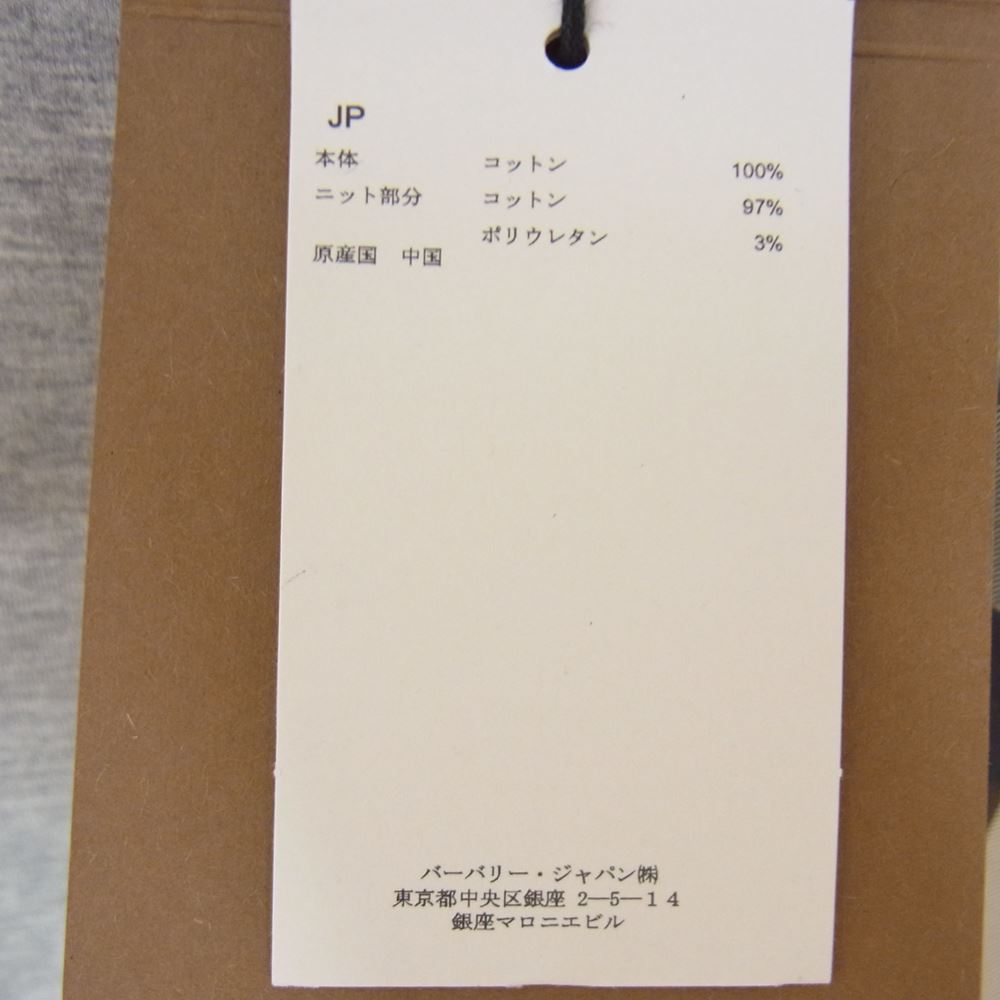 JP
本体 コットン 100%
ニット部分 コットン 97%
ポリウレタン 3%
原産国 中国
バーバリー・ジャパン㈱
東京都中央区銀座 2―5―14
銀座マロニエビル